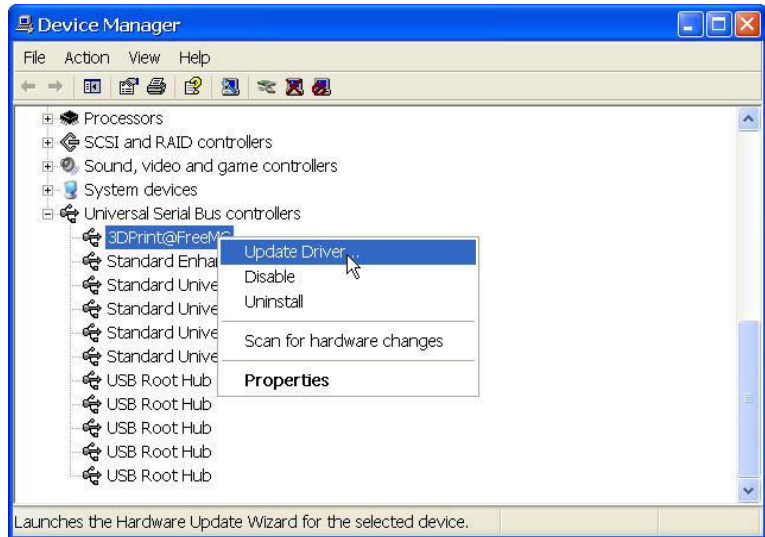 Device Manager
File Action View Help
Processors
SCSI and RAID controllers
Sound, video and game controllers
System devices
Universal Serial Bus controllers
3DPrint@FreeMC
Standard Enha
Standard Unive
Standard Unive
Standard Unive
Standard Unive
USB Root Hub
USB Root Hub
USB Root Hub
USB Root Hub
USB Root Hub
Update Driver...
Disable
Uninstall
Scan for hardware changes
Properties
Launches the Hardware Update Wizard for the selected device.